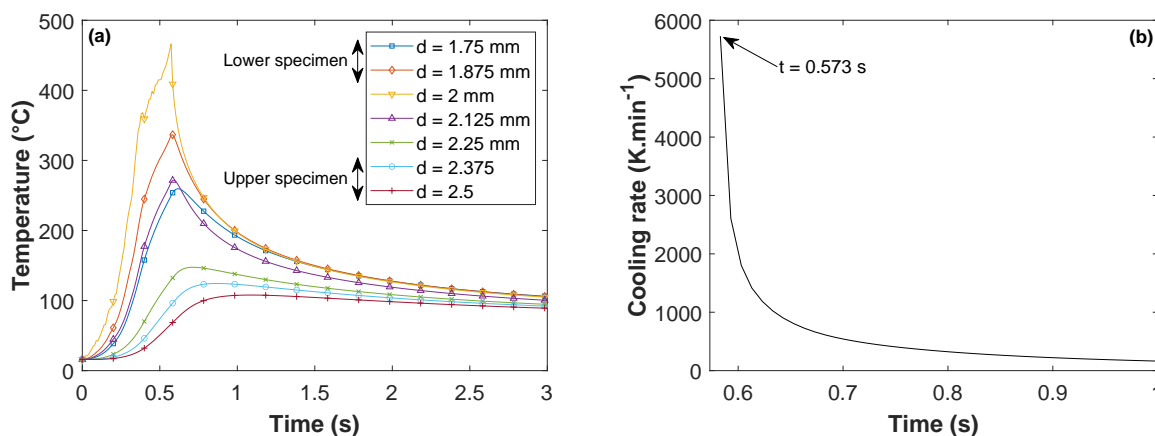 (a)
500
400
300
200
100
0
Temperature (°C)
0
0.5
1
1.5
2
2.5
3
Time (s)
Lower specimen
Upper specimen
d = 1.75 mm
d = 1.875 mm
d = 2 mm
d = 2.125 mm
d = 2.25 mm
d = 2.375
d = 2.5
(b)
6000
5000
4000
3000
2000
1000
0
Cooling rate (K.min⁻¹)
t = 0.573 s
0.6
0.7
0.8
0.9
1
Time (s)